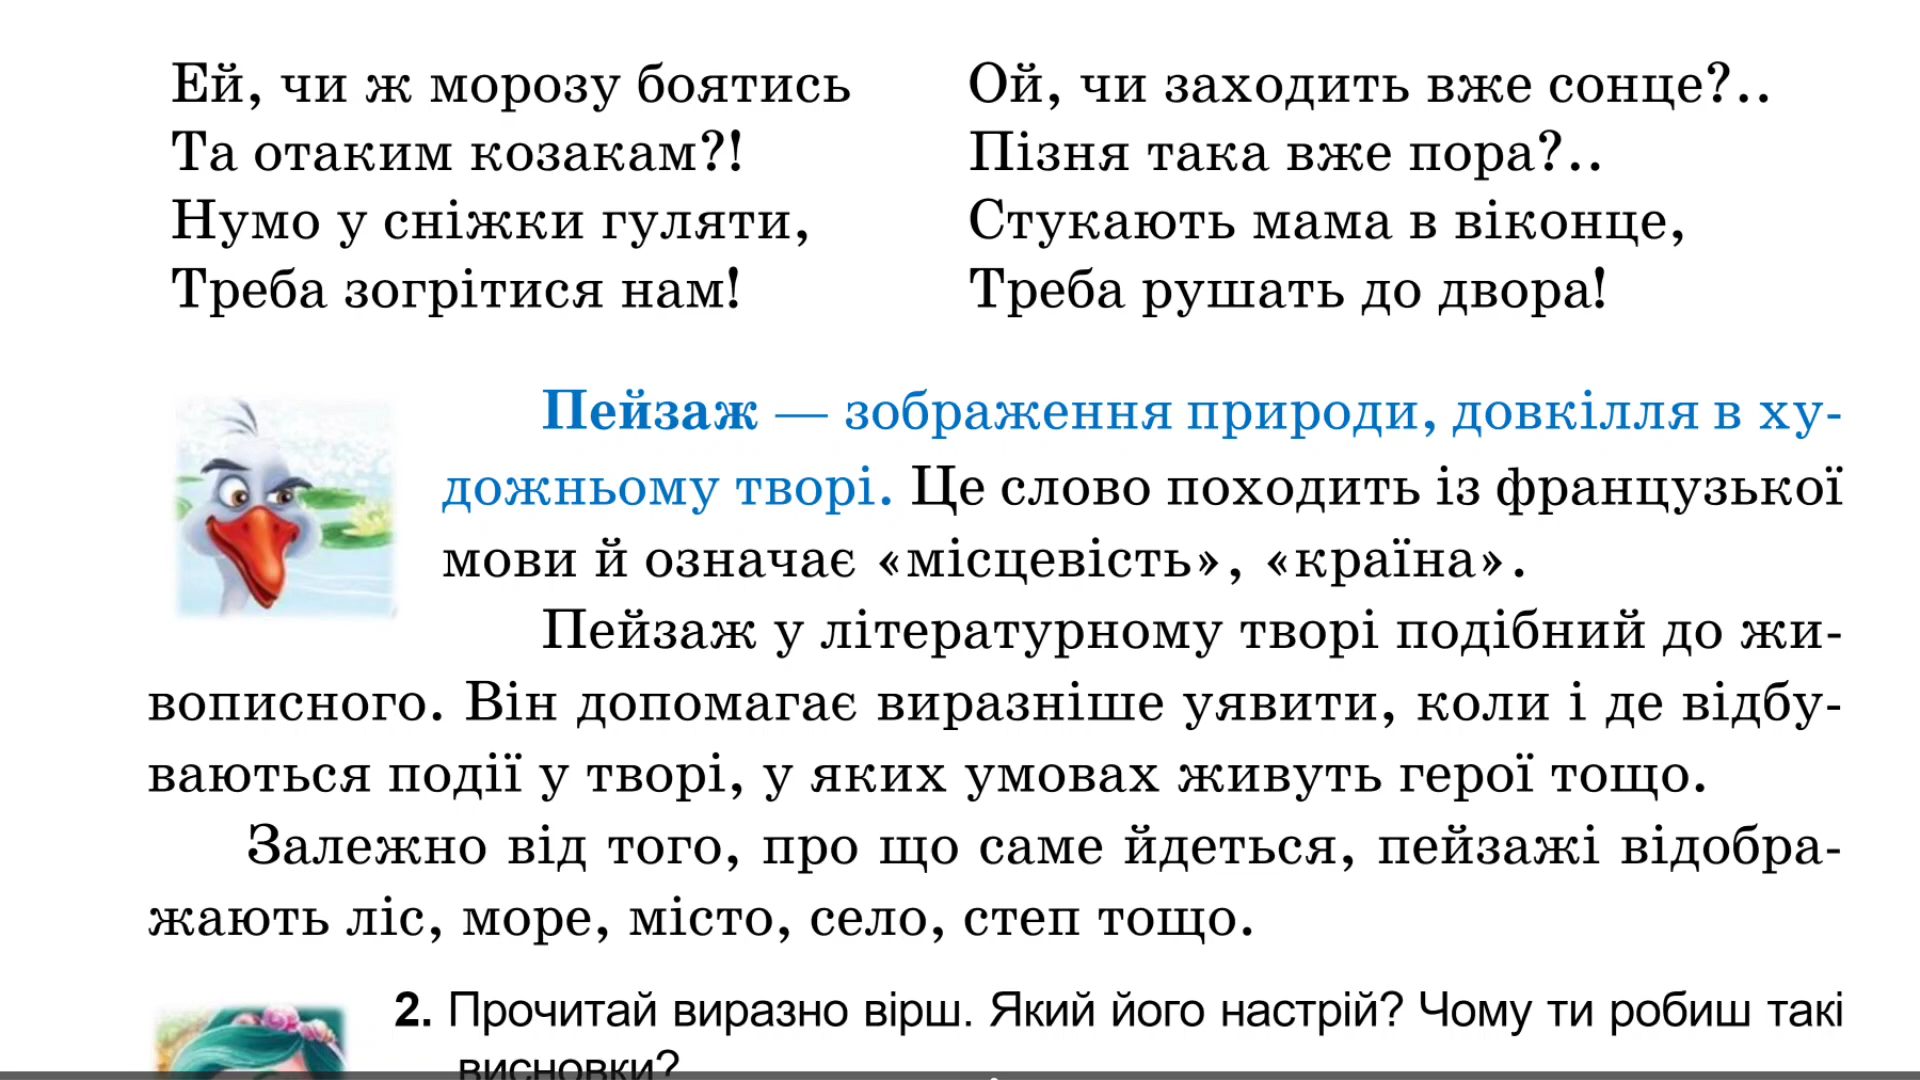 Ей, чи ж морозу боятись
Та отаким козакам?!
Нумо у сніжки гуляти,
Треба зогрітися нам!
Ой, чи заходить вже сонце?..
Пізня така вже пора?..
Стукають мама в віконце,
Треба рушать до двора!
Пейзаж — зображення природи, довкілля в ху-
дожньому творі. Це слово походить із французької
мови й означає «місцевість», «країна».
Пейзаж у літературному творі подібний до жи-
вописного. Він допомагає виразніше уявити, коли і де відбу-
ваються події у творі, у яких умовах живуть герої тощо.
Залежно від того, про що саме йдеться, пейзажі відобра-
жають ліс, море, місто, село, степ тощо.
2. Прочитай виразно вірш. Який його настрій? Чому ти робиш такі
висновки?